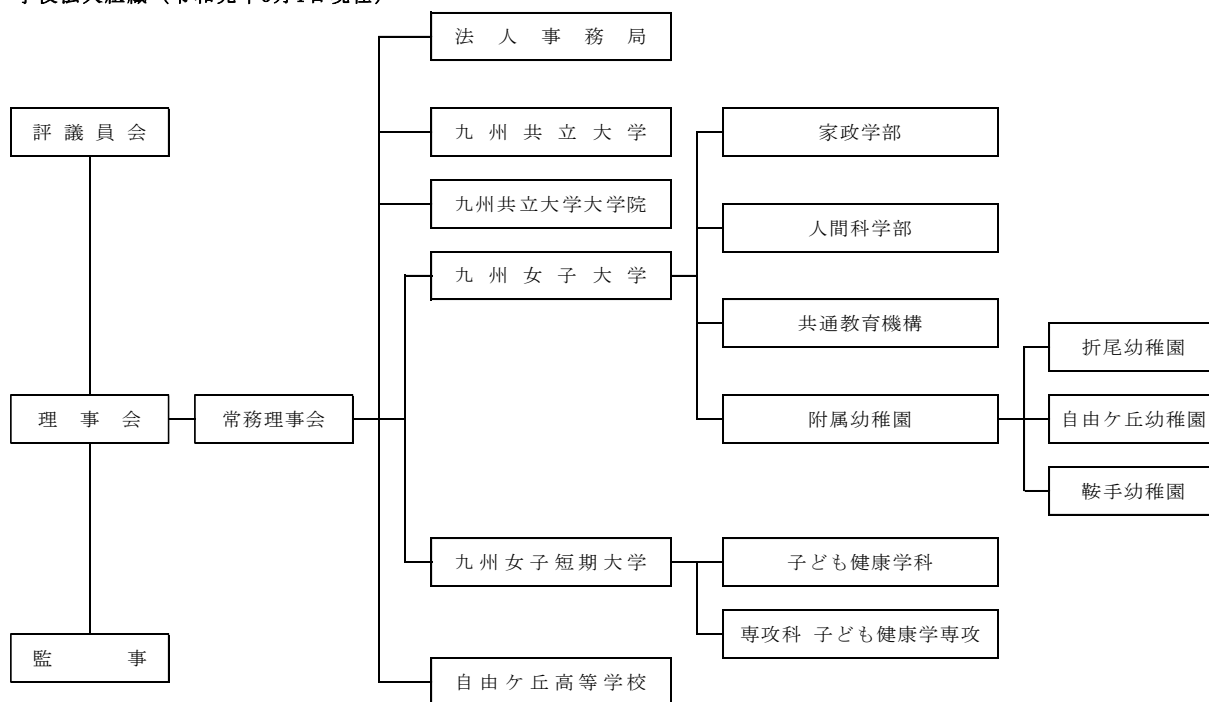 法人事務局
評議員会
九州共立大学
家政学部
九州共立大学大学院
人間科学部
九州女子大学
共通教育機構
折尾幼稚園
理事会
常務理事会
附属幼稚園
自由ケ丘幼稚園
鞍手幼稚園
九州女子短期大学
子ども健康学科
専攻科 子ども健康学専攻
監事
自由ケ丘高等学校